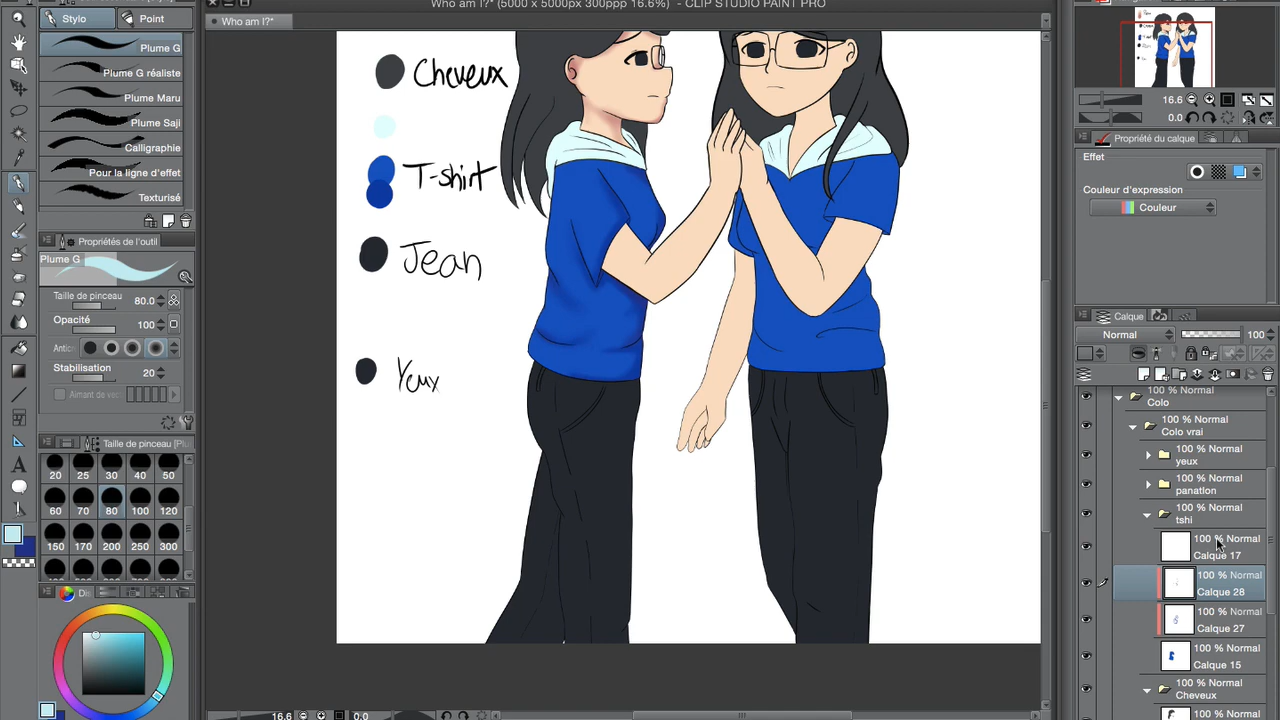 Who am I?* (5000 x 5000px 300ppp 16.6%) - CLIP STUDIO PAINT PRO
Stylo
Point
Who am I?*
Plume G
Plume G réaliste
Plume Maru
Plume Saji
Calligraphie
Pour la ligne d'effet
Texturisé
Propriétés de l'outil
Plume G
Taille de pinceau 80.0
Opacité 100
Stabilisation 20
Aimant de vec
Taille de pinceau [Plu
20 25 30 40 50
60 70 80 100 120
150 170 200 250 300
Cheveux
T-shirt
Jean
Yeux
16.6 0.0
16.6
0.0
Propriété du calque
Effet
Couleur d'expression
Couleur
Calque
Normal 100
100 % Normal
Colo
100 % Normal
Colo vrai
100 % Normal
yeux
100 % Normal
panatlon
100 % Normal
tshi
100 % Normal
Calque 17
100 % Normal
Calque 28
100 % Normal
Calque 27
100 % Normal
Calque 15
100 % Normal
Cheveux
100 % Normal